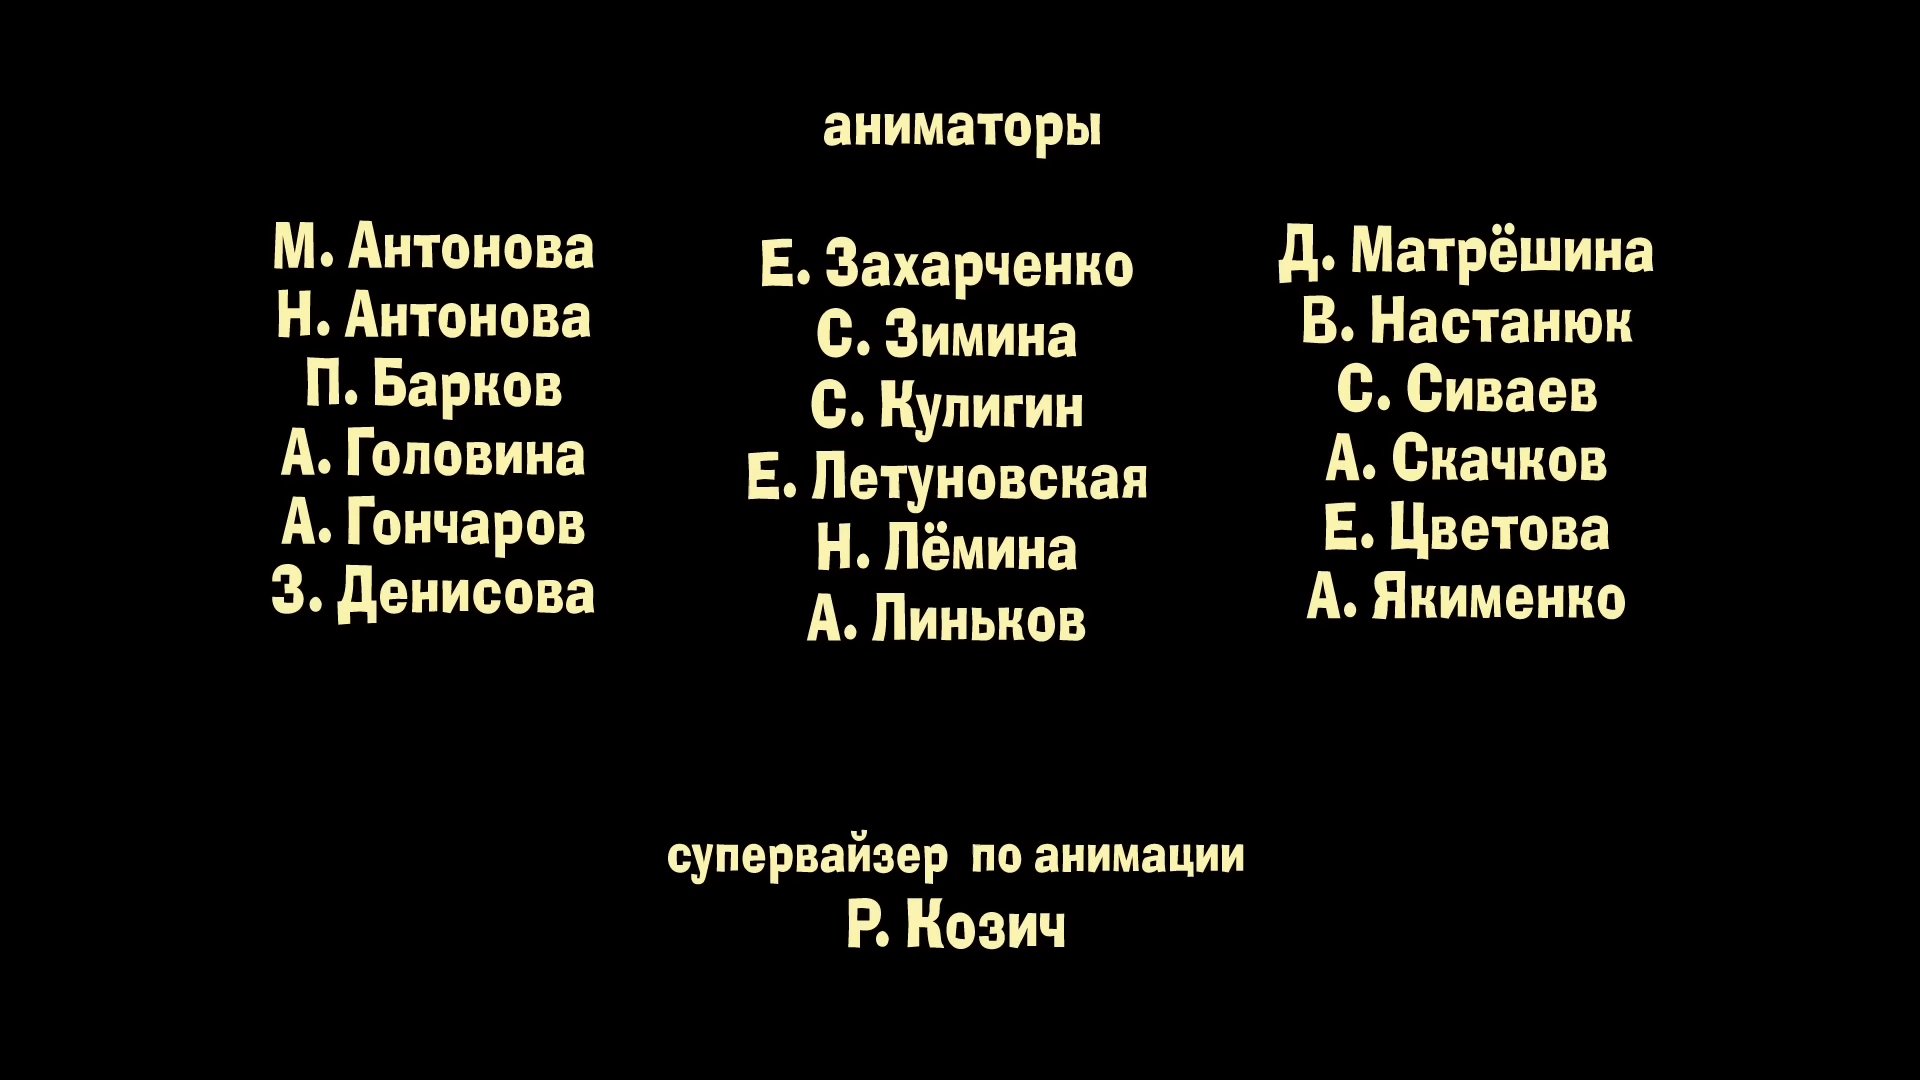 аниматоры
М. Антонова
Н. Антонова
П. Барков
А. Головина
А. Гончаров
З. Денисова
Е. Захарченко
С. Зимина
С. Кулигин
Е. Летуновская
Н. Лёмина
А. Линьков
Д. Матрёшина
В. Настанюк
С. Сиваев
А. Скачков
Е. Цветова
А. Якименко
супервайзер по анимации
Р. Козич